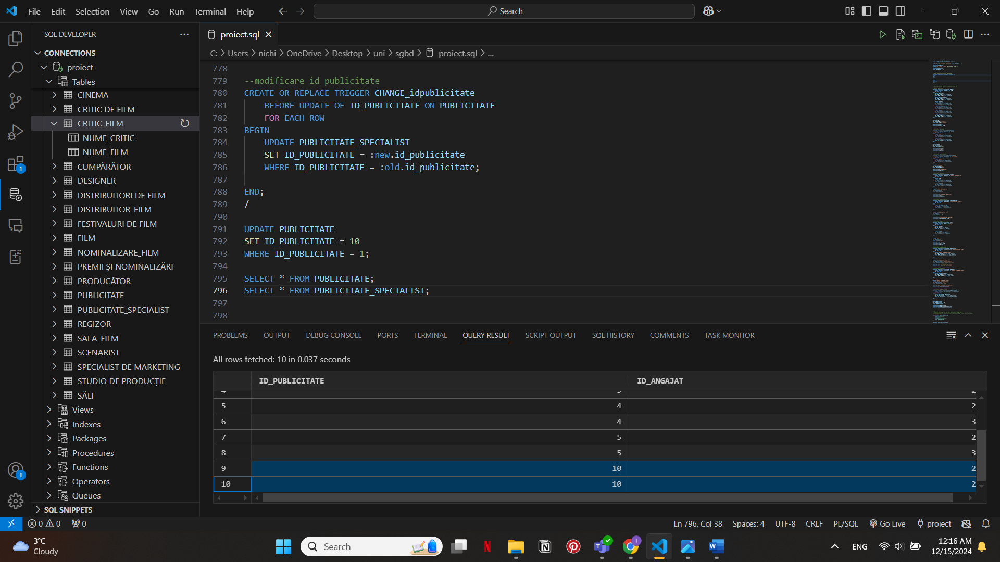 File Edit Selection View Go Run Terminal Help
Search
SQL DEVELOPER
CONNECTIONS
proiect
Tables
CINEMA
CRITIC DE FILM
CRITIC_FILM
NUME_CRITIC
NUME_FILM
CUMPĂRĂTOR
DESIGNER
DISTRIBUITORI DE FILM
DISTRIBUITOR_FILM
FESTIVALURI DE FILM
FILM
NOMINALIZARE_FILM
PREMII ȘI NOMINALIZĂRI
PRODUCĂTOR
PUBLICITATE
PUBLICITATE_SPECIALIST
REGIZOR
SALA_FILM
SCENARIST
SPECIALIST DE MARKETING
STUDIO DE PRODUCȚIE
SĂLI
Views
Indexes
Packages
Procedures
Functions
Operators
Queues
SQL SNIPPETS
1
1
proiect.sql
C: > Users > nichi > OneDrive > Desktop > uni > sgbd > proiect.sql > ...
778
779 --modificare id publicitate
780 CREATE OR REPLACE TRIGGER CHANGE_idpublicitate
781 BEFORE UPDATE OF ID_PUBLICITATE ON PUBLICITATE
782 FOR EACH ROW
783 BEGIN
784 UPDATE PUBLICITATE_SPECIALIST
785 SET ID_PUBLICITATE = :new.id_publicitate
786 WHERE ID_PUBLICITATE = :old.id_publicitate;
787
788 END;
789 /
790
791 UPDATE PUBLICITATE
792 SET ID_PUBLICITATE = 10
793 WHERE ID_PUBLICITATE = 1;
794
795 SELECT * FROM PUBLICITATE;
796 SELECT * FROM PUBLICITATE_SPECIALIST;
797
798
PROBLEMS OUTPUT DEBUG CONSOLE PORTS TERMINAL QUERY RESULT SCRIPT OUTPUT SQL HISTORY COMMENTS TASK MONITOR
All rows fetched: 10 in 0.037 seconds
ID_PUBLICITATE ID_ANGAJAT
5 4 2
6 4 3
7 5 2
8 5 3
9 10 2
10 10 2
0 0 0
Ln 796, Col 38 Spaces: 4 UTF-8 CRLF PL/SQL Go Live proiect
3°C
Cloudy
Search
ENG
12:16 AM
12/15/2024